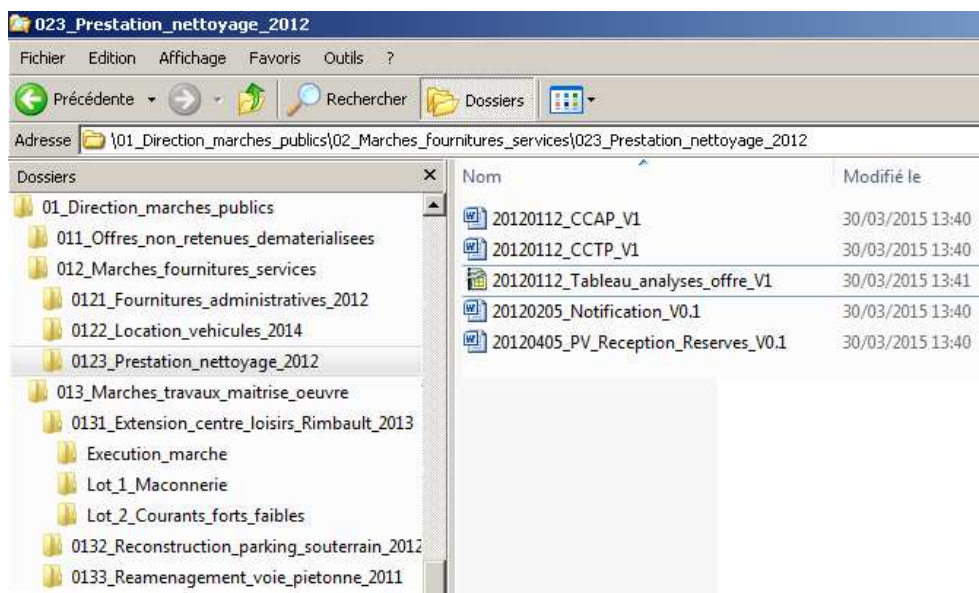 023_Prestation_nettoyage_2012
Fichier Edition Affichage Favoris Outils ?
Précédente Rechercher Dossiers
Adresse \01_Direction_marches_publics\02_Marches_fournitures_services\023_Prestation_nettoyage_2012
Dossiers
01_Direction_marches_publics
011_Offres_non_retenues_dematerialisees
012_Marches_fournitures_services
0121_Fournitures_administratives_2012
0122_Location_vehicules_2014
0123_Prestation_nettoyage_2012
013_Marches_travaux_maitrise_oeuvre
0131_Extension_centre_loisirs_Rimbault_2013
Execution_marche
Lot_1_Maconnerie
Lot_2_Courants_forts_faibles
0132_Reconstruction_parking_souterrain_2012
0133_Reamenagement_voie_pietonne_2011
Nom Modifié le
20120112_CCAP_V1 30/03/2015 13:40
20120112_CCTP_V1 30/03/2015 13:40
20120112_Tableau_analyses_offre_V1 30/03/2015 13:41
20120205_Notification_V0.1 30/03/2015 13:40
20120405_PV_Reception_Reserves_V0.1 30/03/2015 13:40